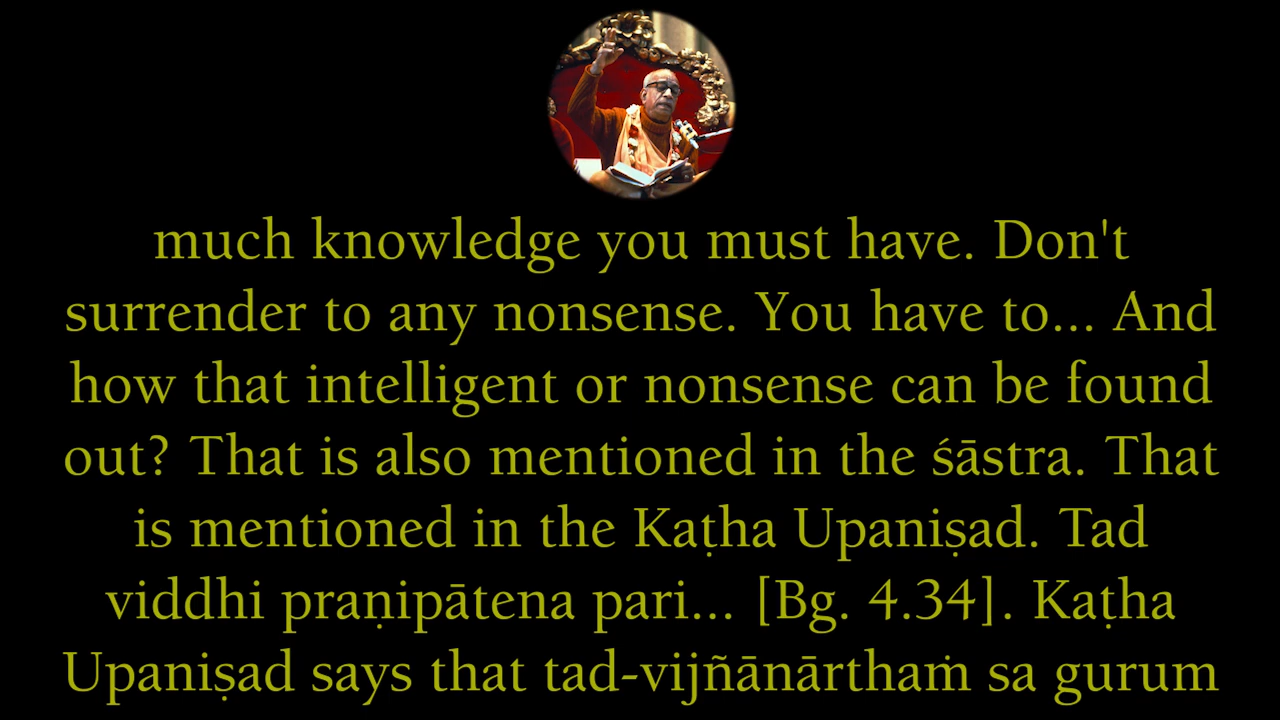 much knowledge you must have. Don't
surrender to any nonsense. You have to... And
how that intelligent or nonsense can be found
out? That is also mentioned in the śāstra. That
is mentioned in the Kaṭha Upaniṣad. Tad
viddhi praṇipātena pari... [Bg. 4.34]. Kaṭha
Upaniṣad says that tad-vijñānārthaṁ sa gurum